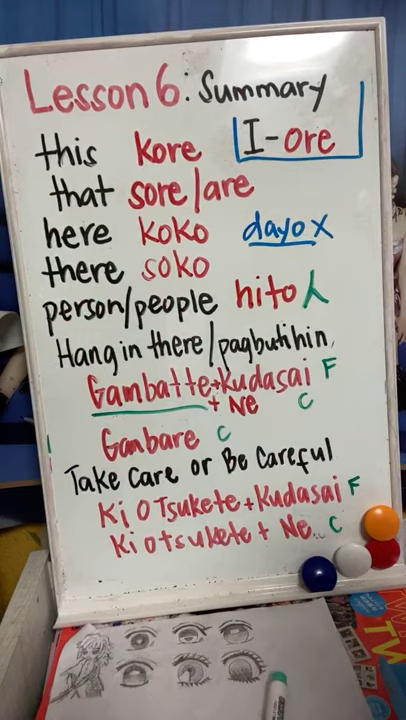 Lesson 6: Summary
this kore I-ore
that sore/are
here koko dayo x
there soko
person/people hito 人
Hang in there/pagbutihin,
Gambatte+Kudasai F
+ Ne C
Ganbare C
Take Care or Be Careful
Ki O Tsukete+Kudasai F
Ki otsukete + Ne.. C
TV